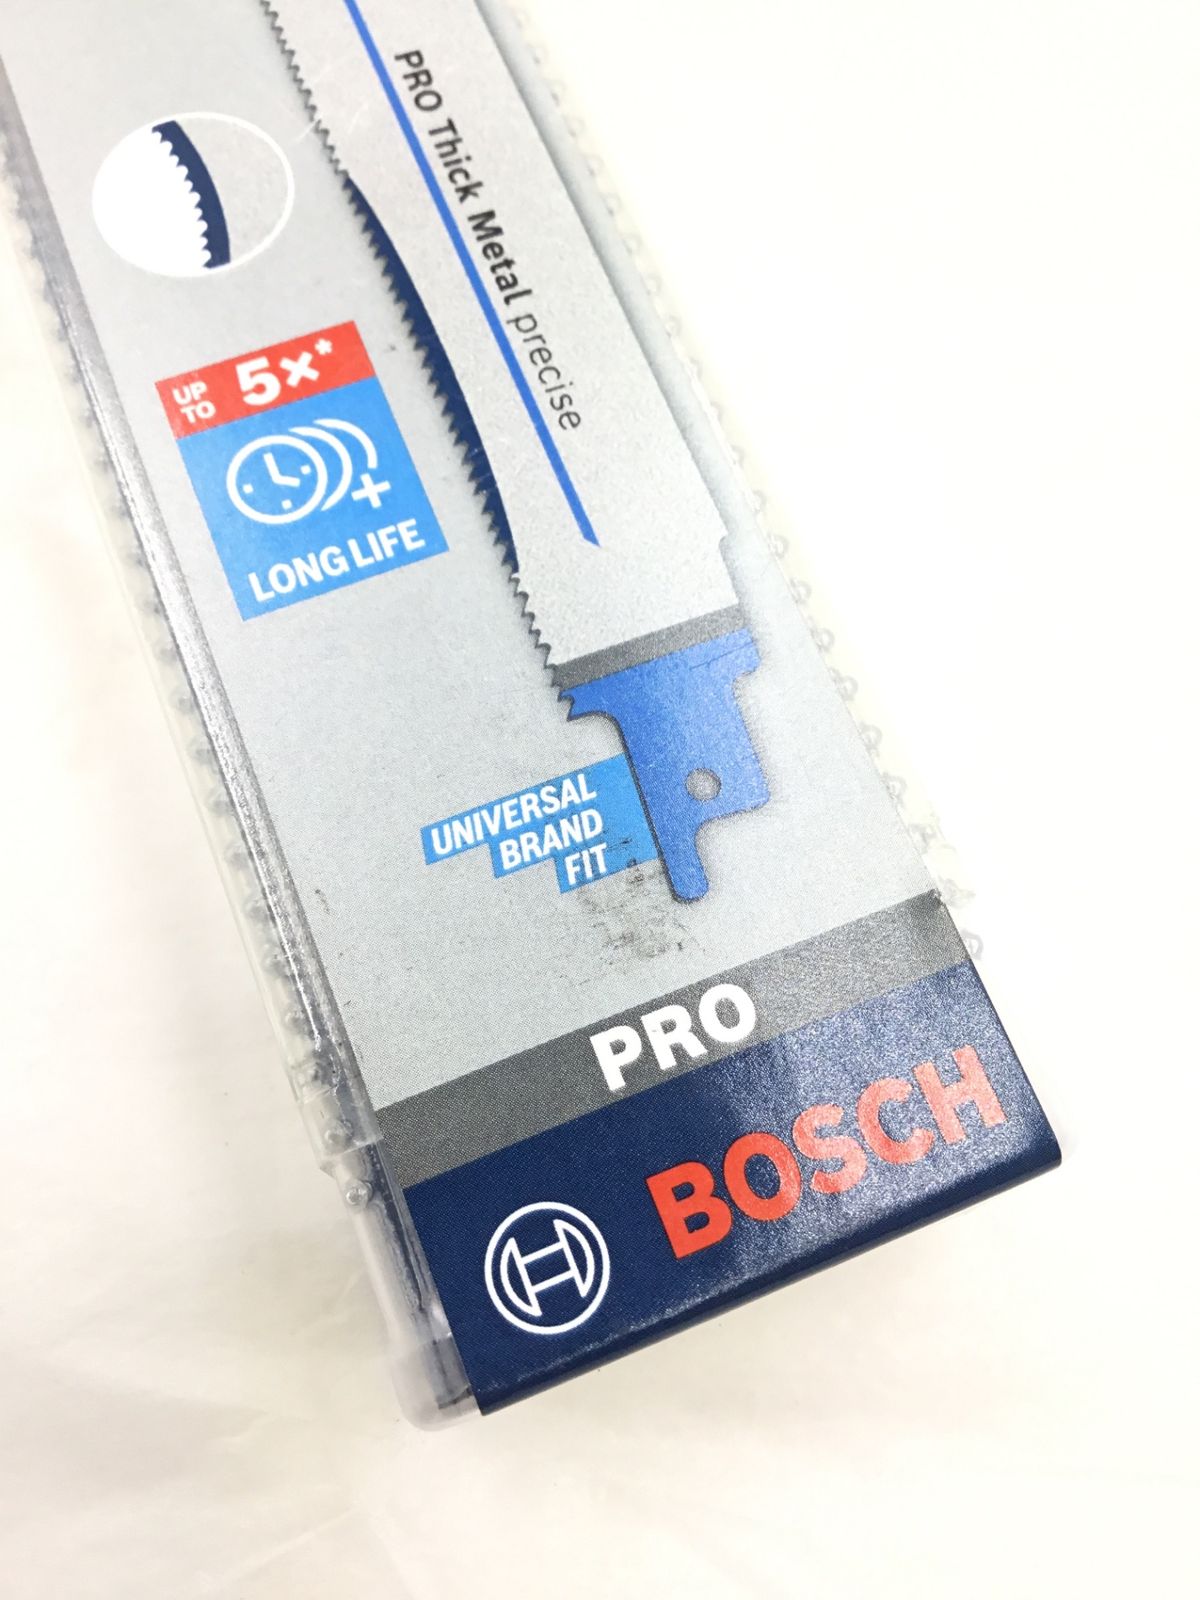 PRO Thick Metal precise
UP
TO
5x*
LONG LIFE
UNIVERSAL
BRAND
FIT
PRO
BOSCH